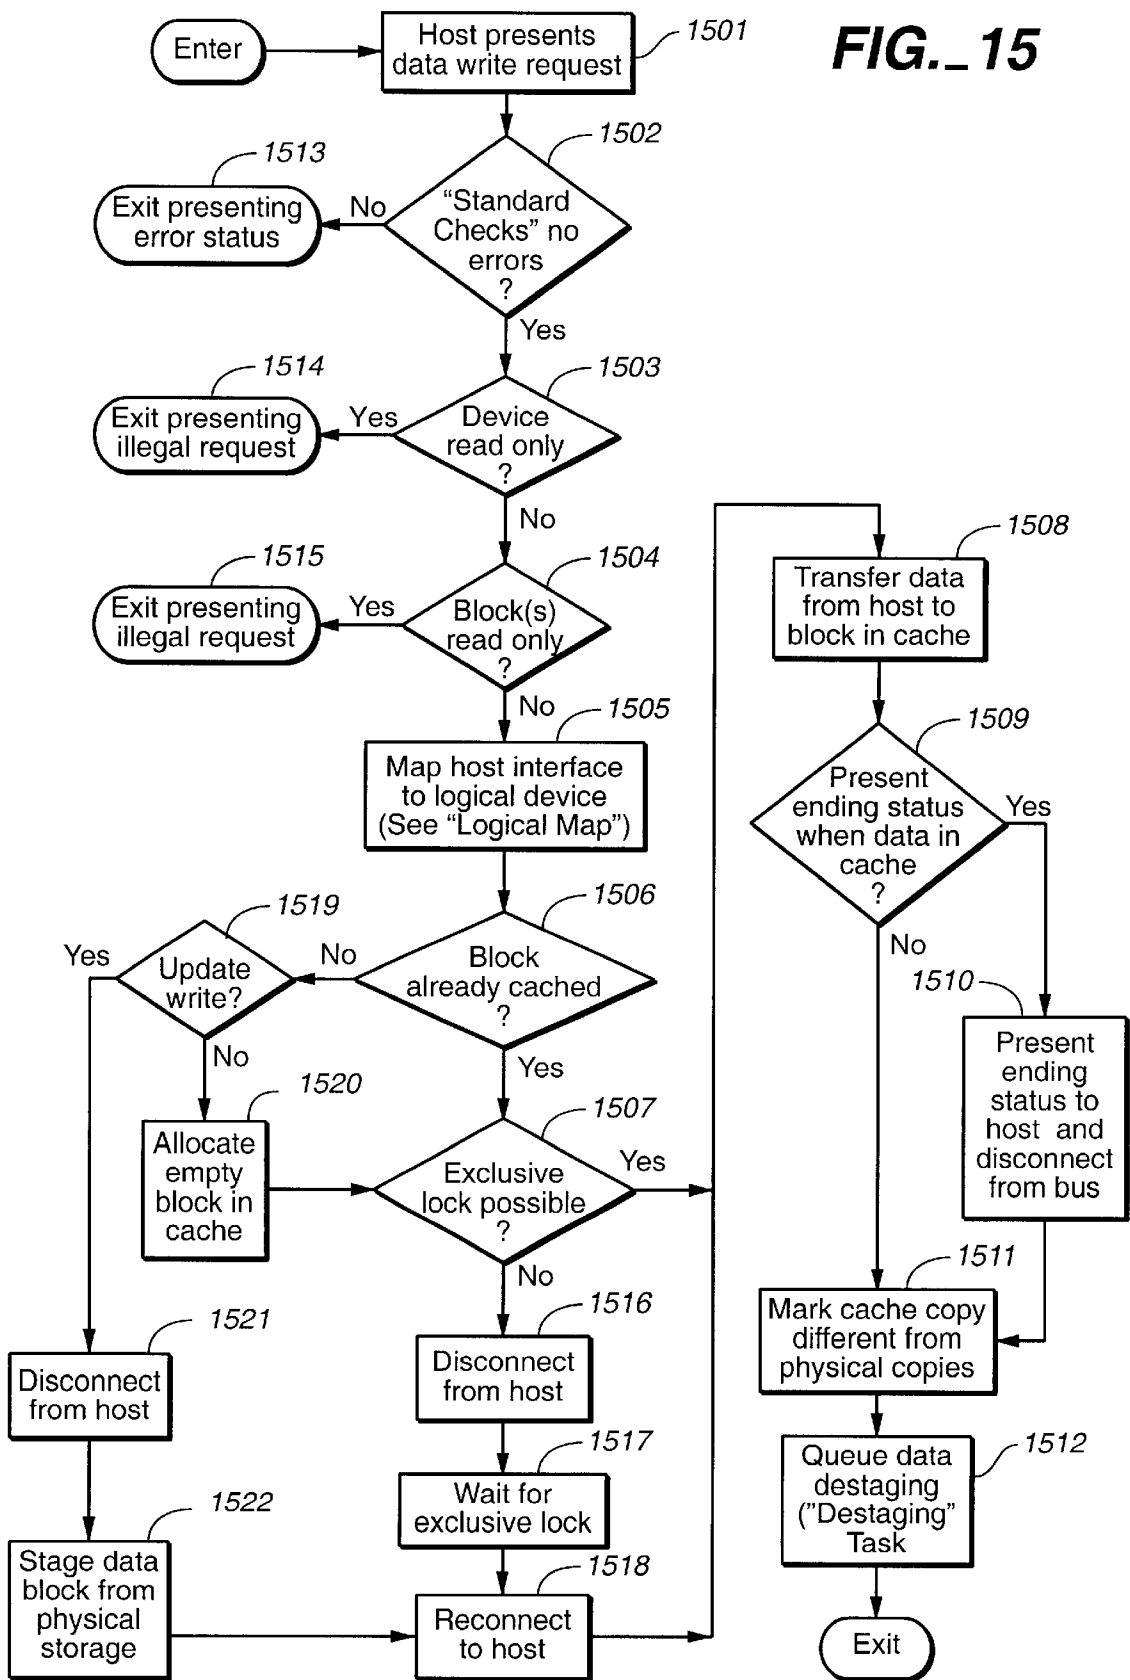 FIG._ 15
Enter
Host presents
data write request
1501
1502
"Standard
Checks" no
errors
?
No
1513
Exit presenting
error status
Yes
1503
Device
read only
?
Yes
1514
Exit presenting
illegal request
No
1504
Block(s)
read only
?
Yes
1515
Exit presenting
illegal request
No
1505
Map host interface
to logical device
(See "Logical Map")
1506
Block
already cached
?
No
1519
Update
write?
Yes
No
1520
Allocate
empty
block in
cache
Yes
1507
Exclusive
lock possible
?
Yes
No
1516
Disconnect
from host
1517
Wait for
exclusive lock
1518
Reconnect
to host
1521
Disconnect
from host
1522
Stage data
block from
physical
storage
1508
Transfer data
from host to
block in cache
1509
Present
ending status
when data in
cache
?
Yes
No
1510
Present
ending
status to
host and
disconnect
from bus
1511
Mark cache copy
different from
physical copies
1512
Queue data
destaging
("Destaging"
Task
Exit